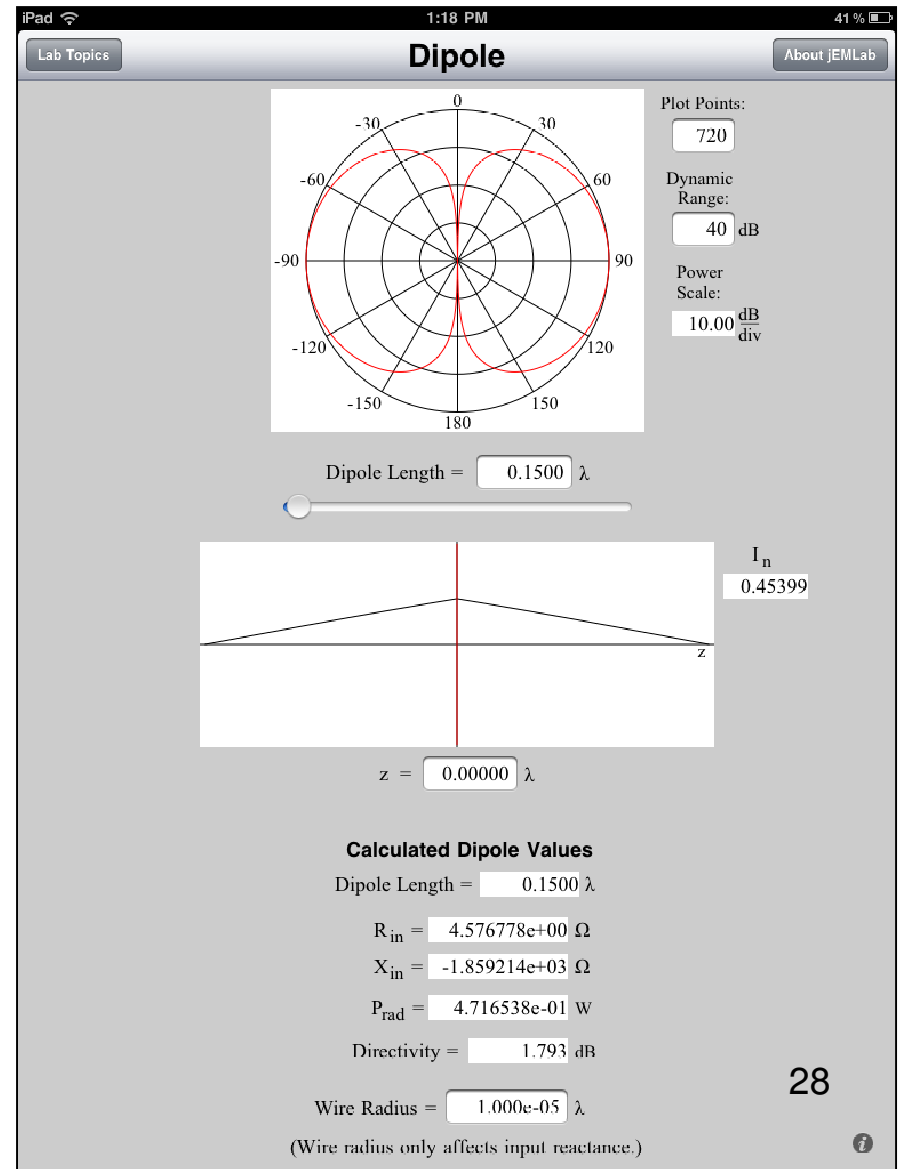 iPad 1:18 PM 41 %
Lab Topics Dipole About jEMLab
0
-30 30
-60 60
-90 90
-120 120
-150 150
180
Plot Points:
720
Dynamic
Range:
40 dB
Power
Scale:
10.00 dB/div
Dipole Length = 0.1500 λ
I n
0.45399
z
z = 0.00000 λ
Calculated Dipole Values
Dipole Length = 0.1500 λ
R in = 4.576778e+00 Ω
X in = -1.859214e+03 Ω
P rad = 4.716538e-01 W
Directivity = 1.793 dB
28
Wire Radius = 1.000e-05 λ
(Wire radius only affects input reactance.)
i